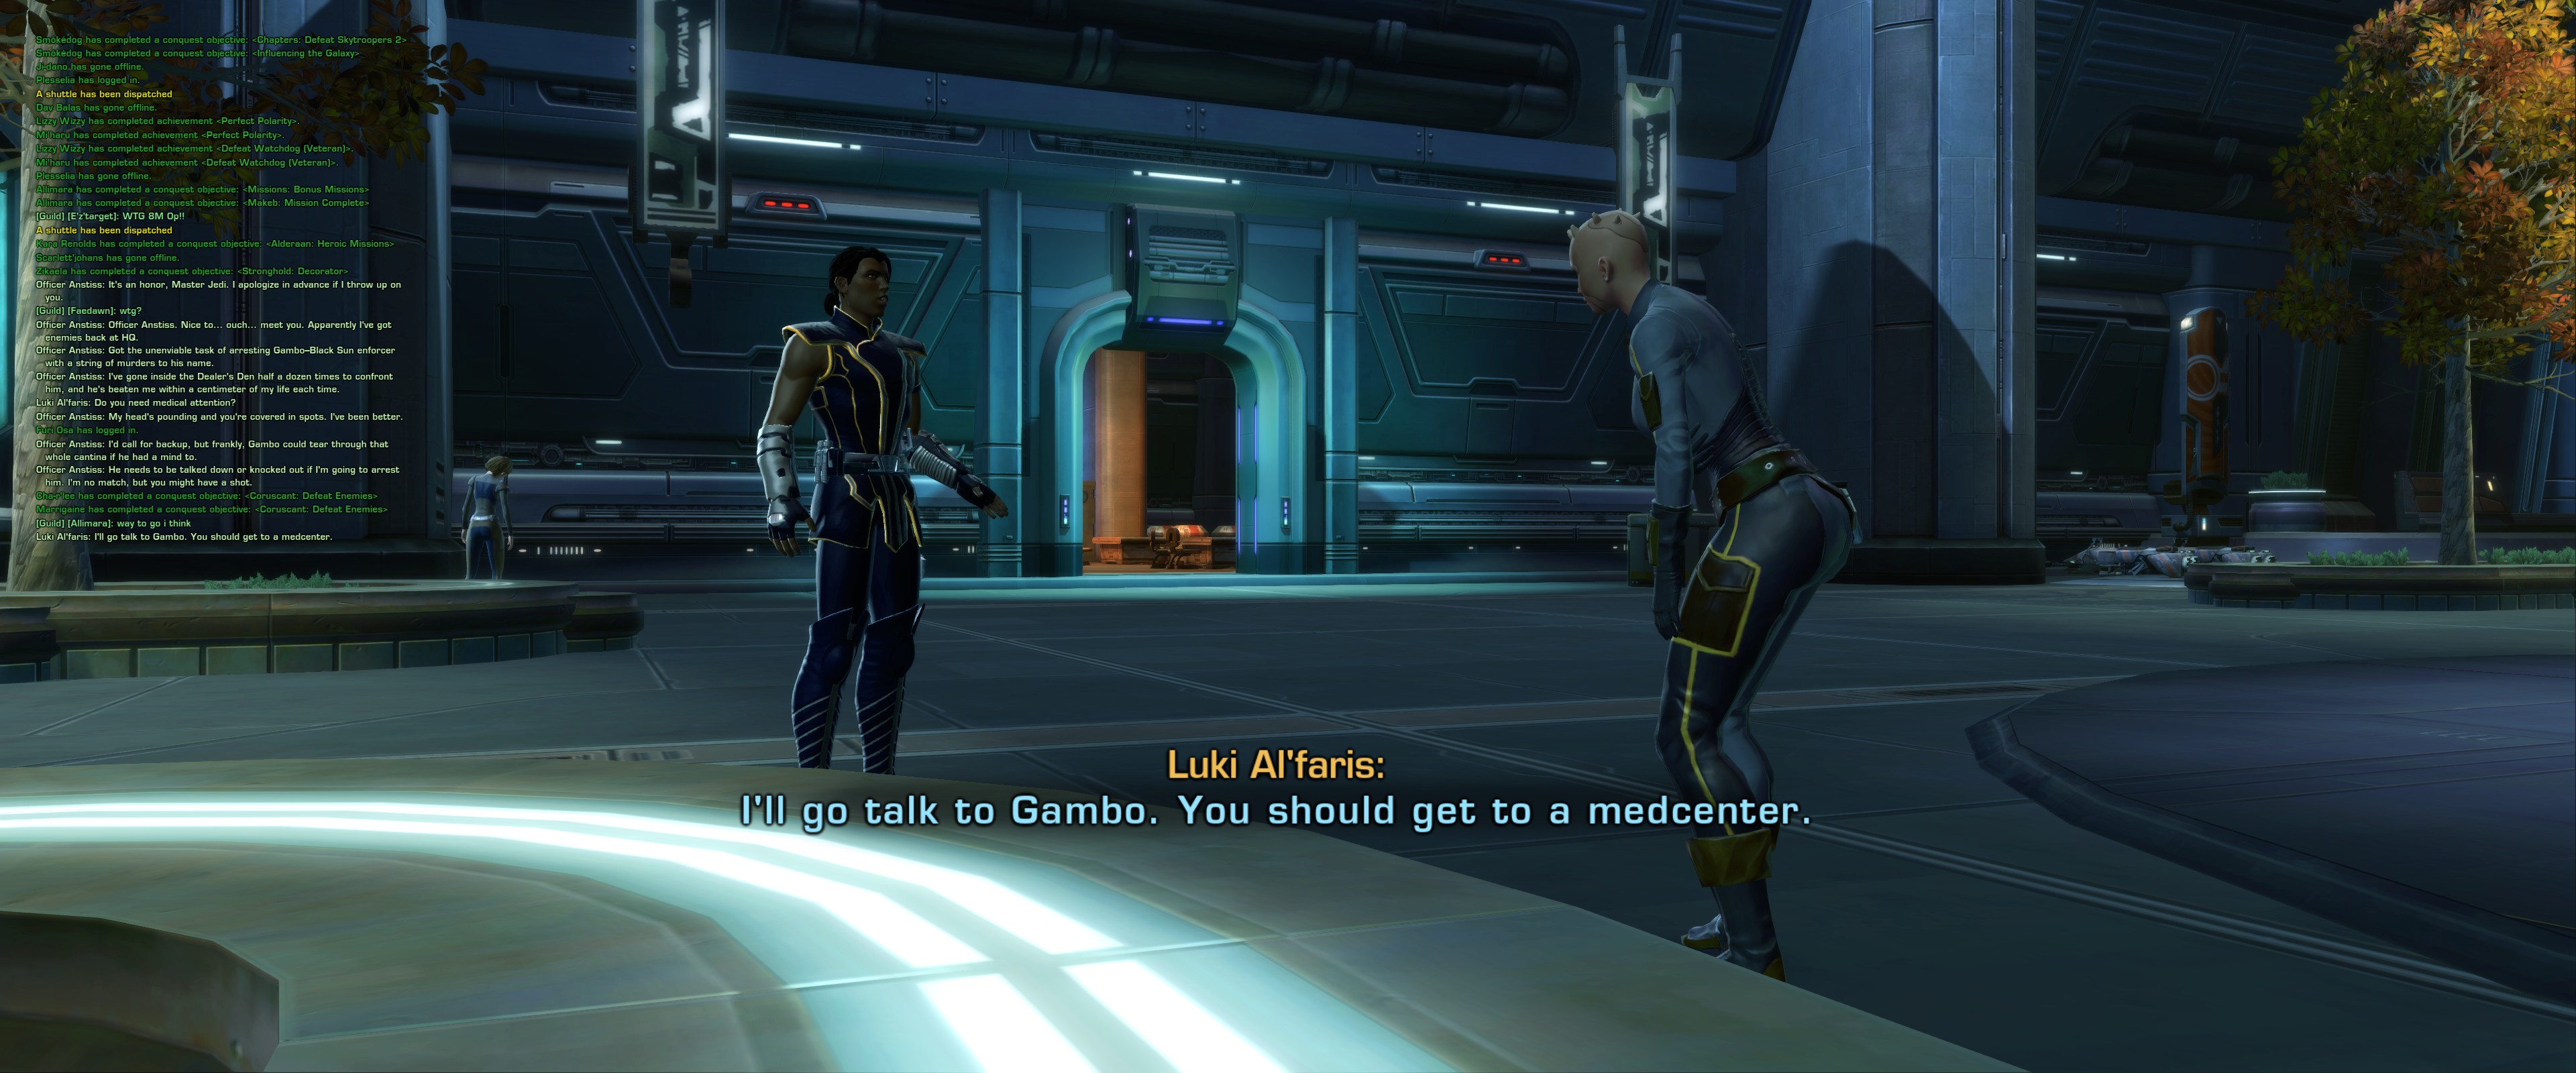 Smokédog has completed a conquest objective: <Chapters: Defeat Skytroopers 2>
Smokédog has completed a conquest objective: <Influencing the Galaxy>
has gone offline.
Plesselia has logged in.
A shuttle has been dispatched
Dav Balas has gone offline.
Lizzy Wizzy has completed achievement <Perfect Polarity>.
Mi'haru has completed achievement <Perfect Polarity>.
Lizzy Wizzy has completed achievement <Defeat Watchdog (Veteran)>.
Mi'haru has completed achievement <Defeat Watchdog (Veteran)>.
Plesselia has gone offline.
Allimara has completed a conquest objective: <Missions: Bonus Missions>
Allimara has completed a conquest objective: <Makeb: Mission Complete>
[Guild] [E'z'target]: WTG 8M Op!!
A shuttle has been dispatched
Kara Renolds has completed a conquest objective: <Alderaan: Heroic Missions>
Scarlett'johans has gone offline.
Zikaela has completed a conquest objective: <Stronghold: Decorator>
Officer Anstiss: It's an honor, Master Jedi. I apologize in advance if I throw up on
you.
[Guild] [Faedawn]: wtg?
Officer Anstiss: Officer Anstiss. Nice to... ouch... meet you. Apparently I've got
enemies back at HQ.
Officer Anstiss: Got the unenviable task of arresting Gambo–Black Sun enforcer
with a string of murders to his name.
Officer Anstiss: I've gone inside the Dealer's Den half a dozen times to confront
him, and he's beaten me within a centimeter of my life each time.
Luki Al'faris: Do you need medical attention?
Officer Anstiss: My head's pounding and you're covered in spots. I've been better.
Furi Osa has logged in.
Officer Anstiss: I'd call for backup, but frankly, Gambo could tear through that
whole cantina if he had a mind to.
Officer Anstiss: He needs to be talked down or knocked out if I'm going to arrest
him. I'm no match, but you might have a shot.
has completed a conquest objective: <Coruscant: Defeat Enemies>
Marrigaine has completed a conquest objective: <Coruscant: Defeat Enemies>
[Guild] [Allimara]: way to go i think
Luki Al'faris: I'll go talk to Gambo. You should get to a medcenter.
Luki Al'faris:
I'll go talk to Gambo. You should get to a medcenter.